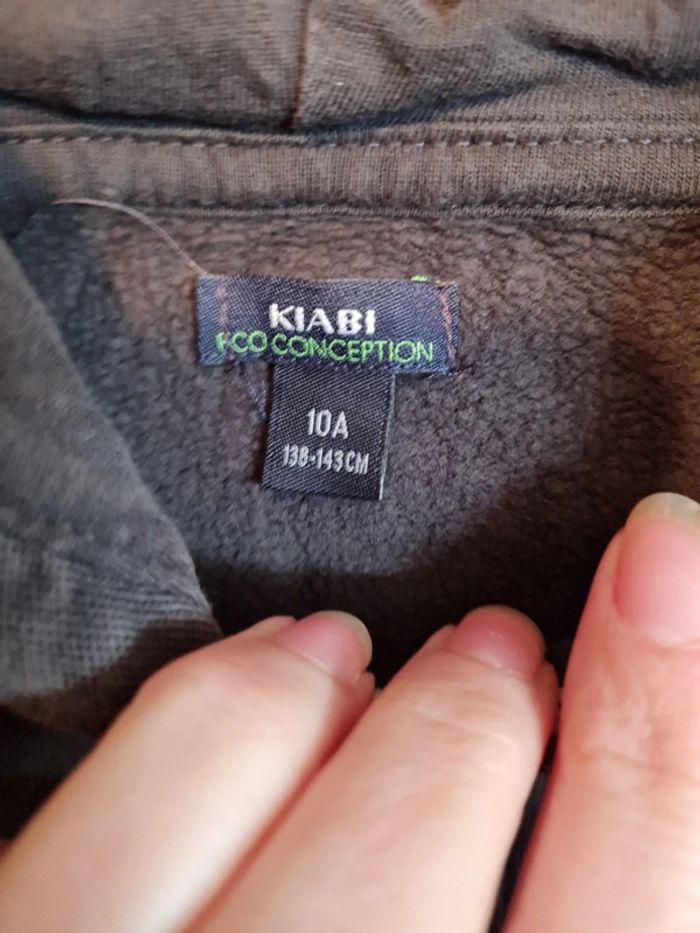 KIABI
ECO CONCEPTION
10A
138-143CM